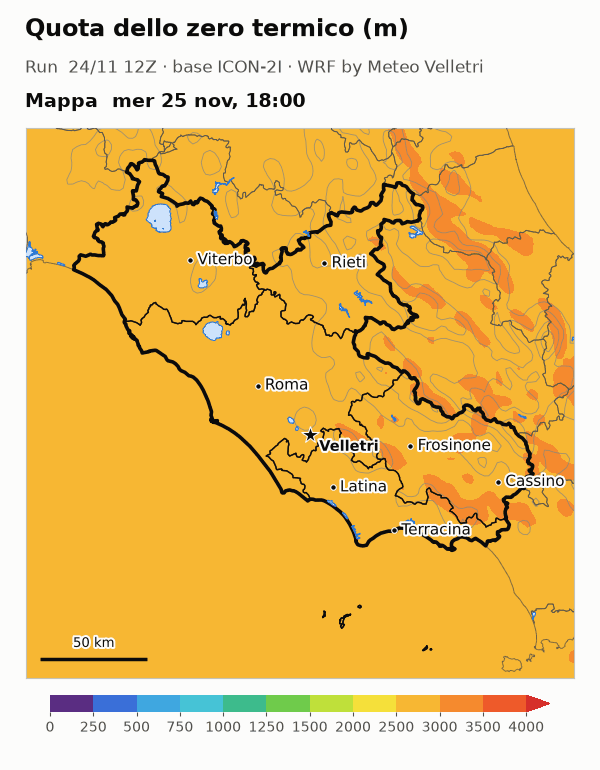 Quota dello zero termico (m)
Run  24/11 12Z · base ICON-2I · WRF by Meteo Velletri
Mappa  mer 25 nov, 18:00
Viterbo
Rieti
Roma
Velletri
Frosinone
Latina
Cassino
Terracina
50 km
0 250 500 750 1000 1250 1500 2000 2500 3000 3500 4000